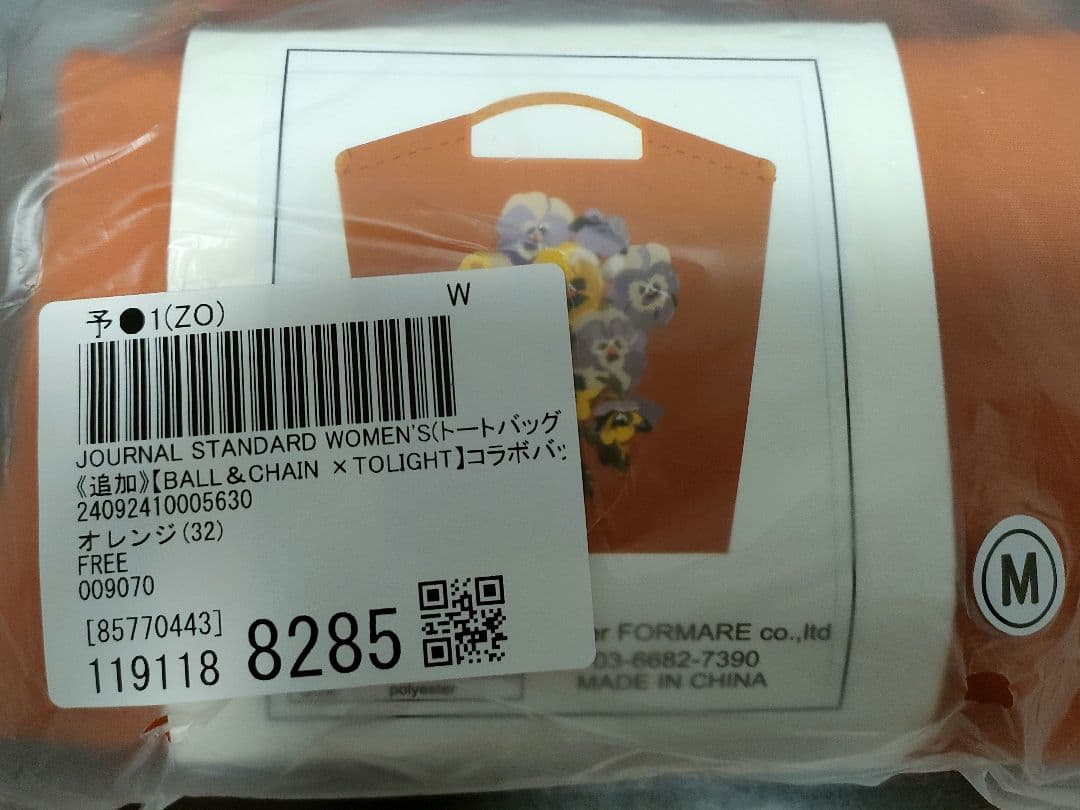 予●1(ZO)
W
JOURNAL STANDARD WOMEN'S(トートバッグ
《追加》【BALL&CHAIN ×TOLIGHT】コラボバッ
24092410005630
オレンジ(32)
FREE
009070
[85770443]
119118 8285
FORMARE co.,ltd
03-6682-7390
MADE IN CHINA
polyester
M